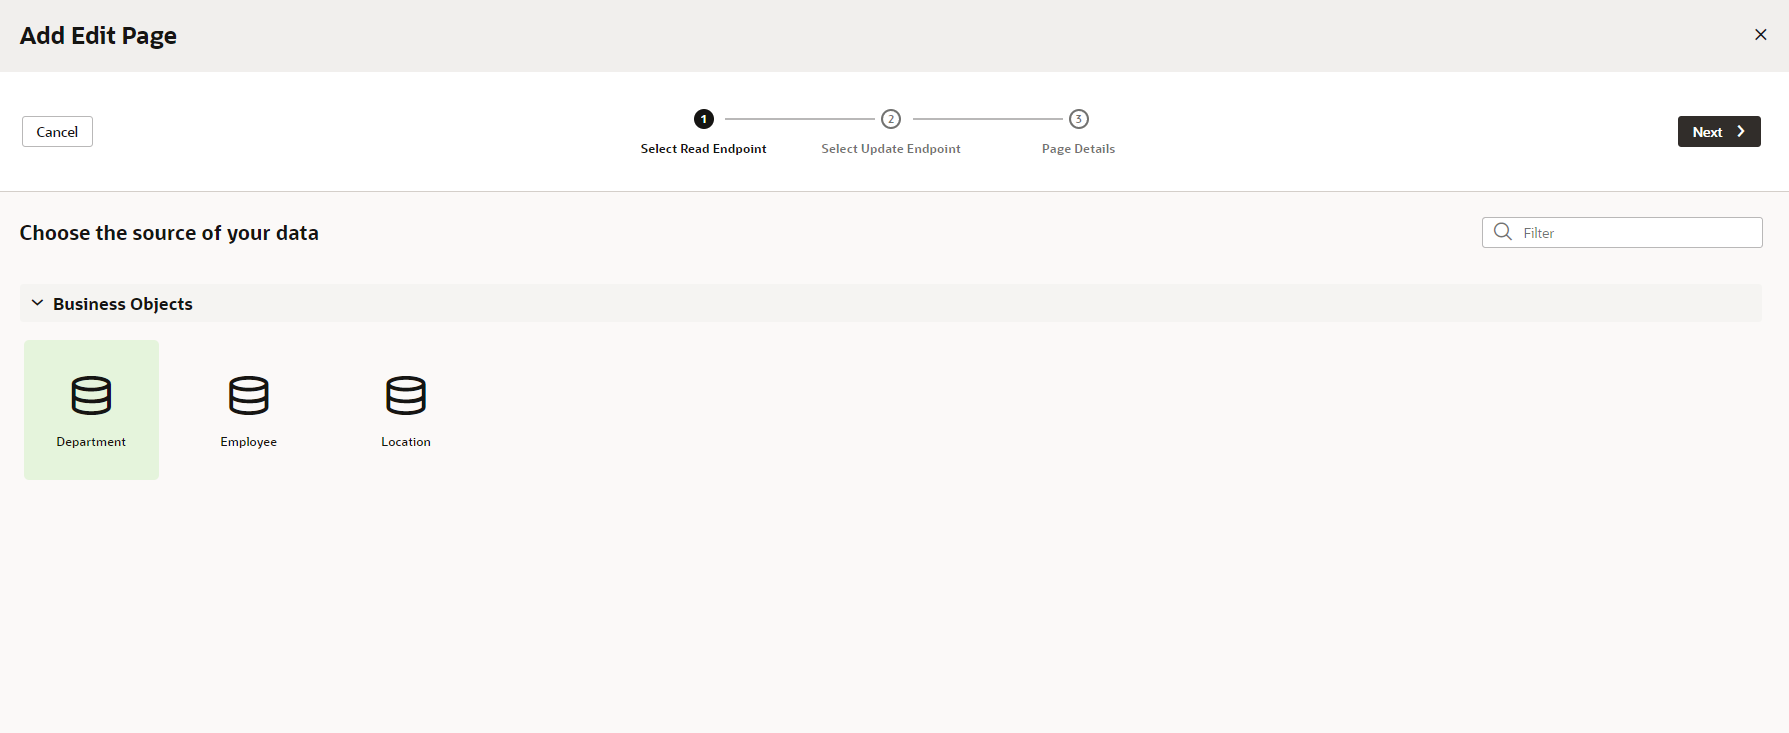 Add Edit Page
Cancel
1
2
3
Select Read Endpoint
Select Update Endpoint
Page Details
Next
Choose the source of your data
Filter
Business Objects
Department
Employee
Location